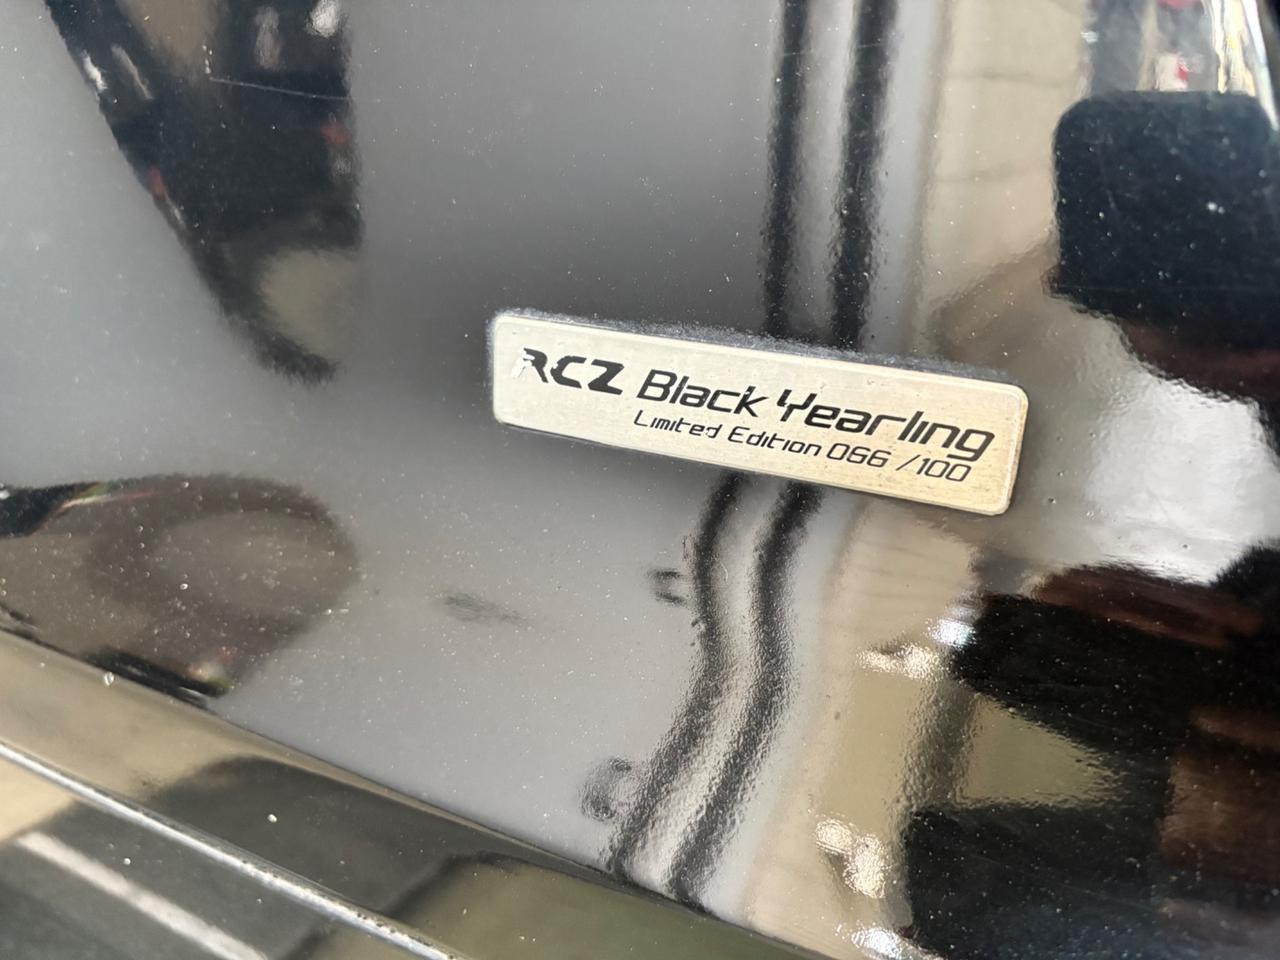 RCZ Black Yearling
Limited Edition 066 /100